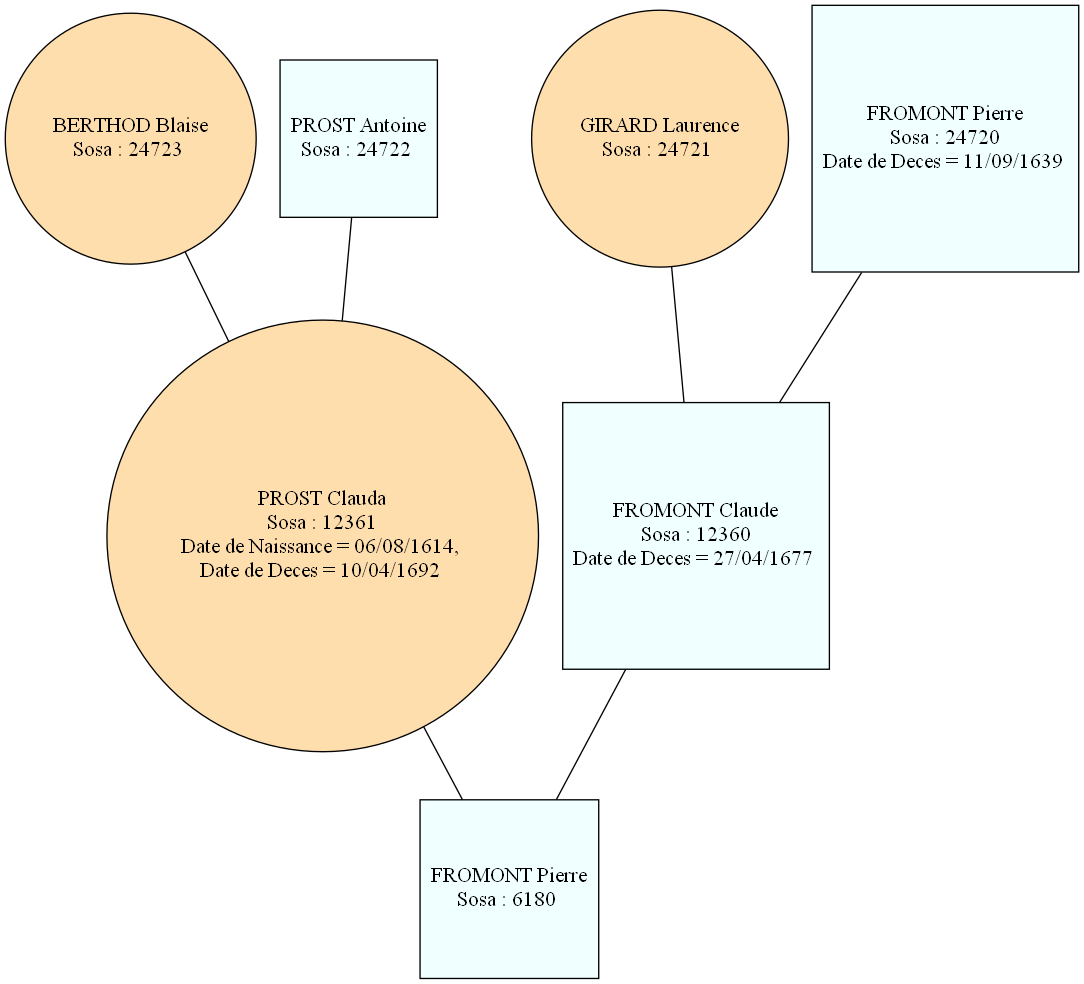 BERTHOD Blaise
Sosa : 24723
PROST Antoine
Sosa : 24722
GIRARD Laurence
Sosa : 24721
FROMONT Pierre
Sosa : 24720
Date de Deces = 11/09/1639
PROST Clauda
Sosa : 12361
Date de Naissance = 06/08/1614,
Date de Deces = 10/04/1692
FROMONT Claude
Sosa : 12360
Date de Deces = 27/04/1677
FROMONT Pierre
Sosa : 6180